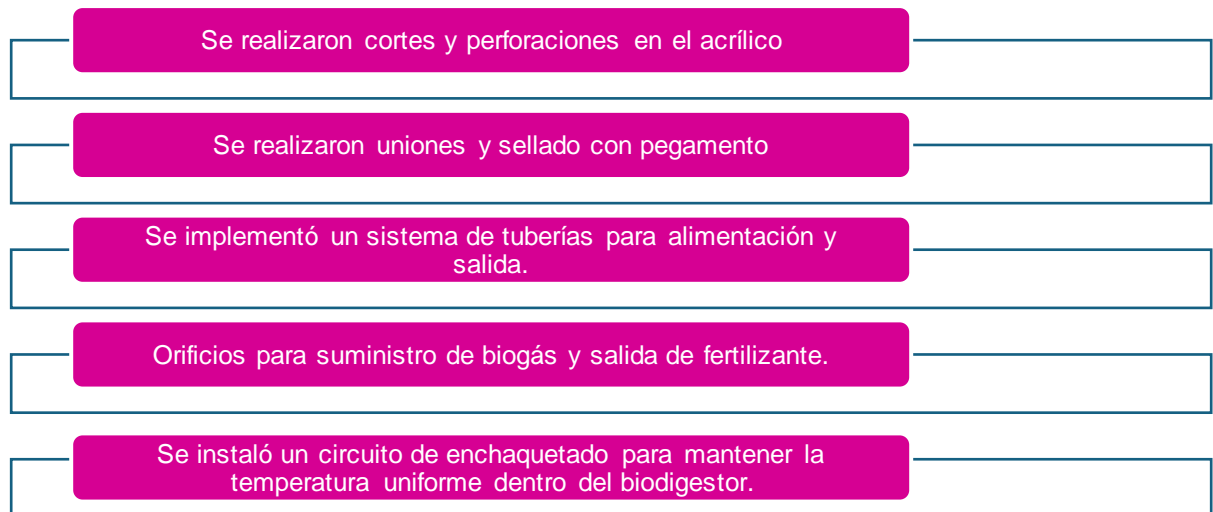 Se realizaron cortes y perforaciones en el acrílico
Se realizaron uniones y sellado con pegamento
Se implementó un sistema de tuberías para alimentación y
salida.
Orificios para suministro de biogás y salida de fertilizante.
Se instaló un circuito de enchaquetado para mantener la
temperatura uniforme dentro del biodigestor.